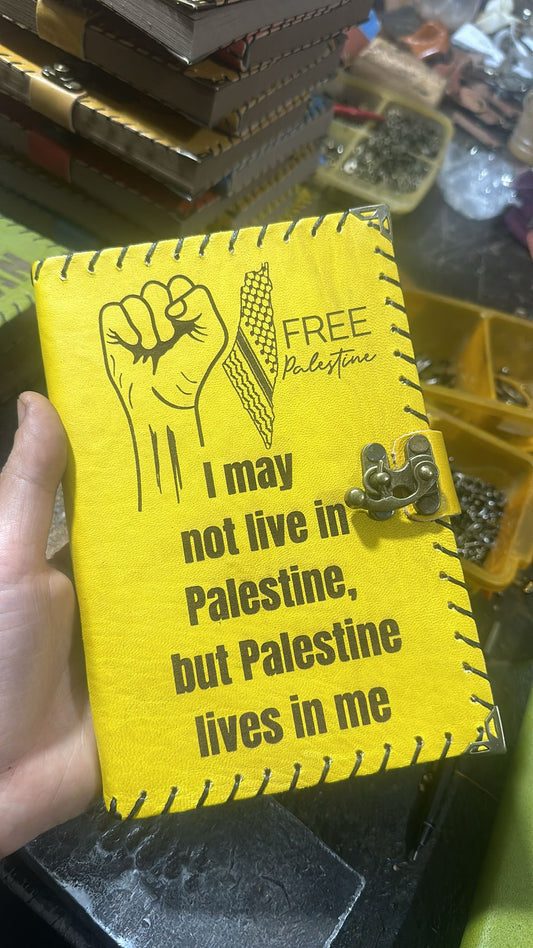 FREE
Palestine
I may
not live in
Palestine,
but Palestine
lives in me